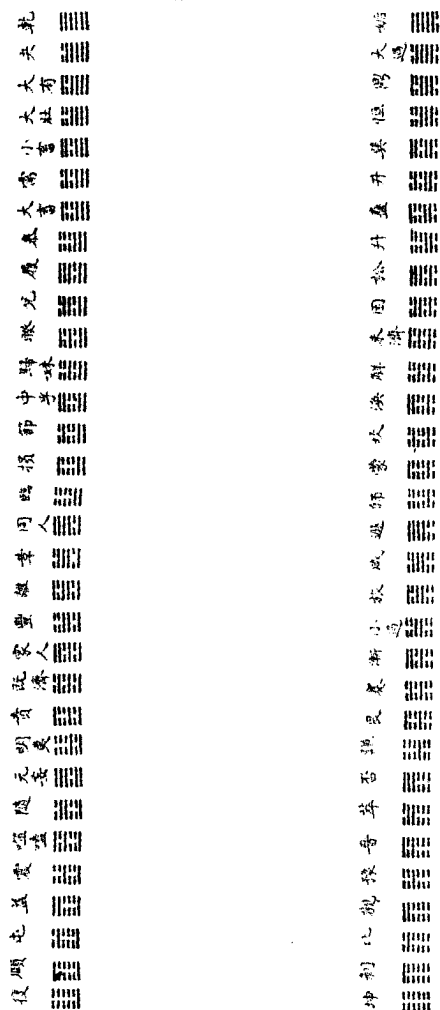 乾
夬
大有
大壯
小畜
需
大畜
泰
履
兌
睽
歸妹
中孚
節
損
臨
同人
革
離
豐
家人
既濟
賁
明夷
无妄
隨
噬嗑
震
益
屯
頤
復
姤
大過
鼎
恒
巽
井
蠱
升
訟
困
未濟
解
渙
坎
蒙
師
遯
咸
旅
小過
漸
蹇
艮
謙
否
萃
晉
豫
觀
比
剝
坤